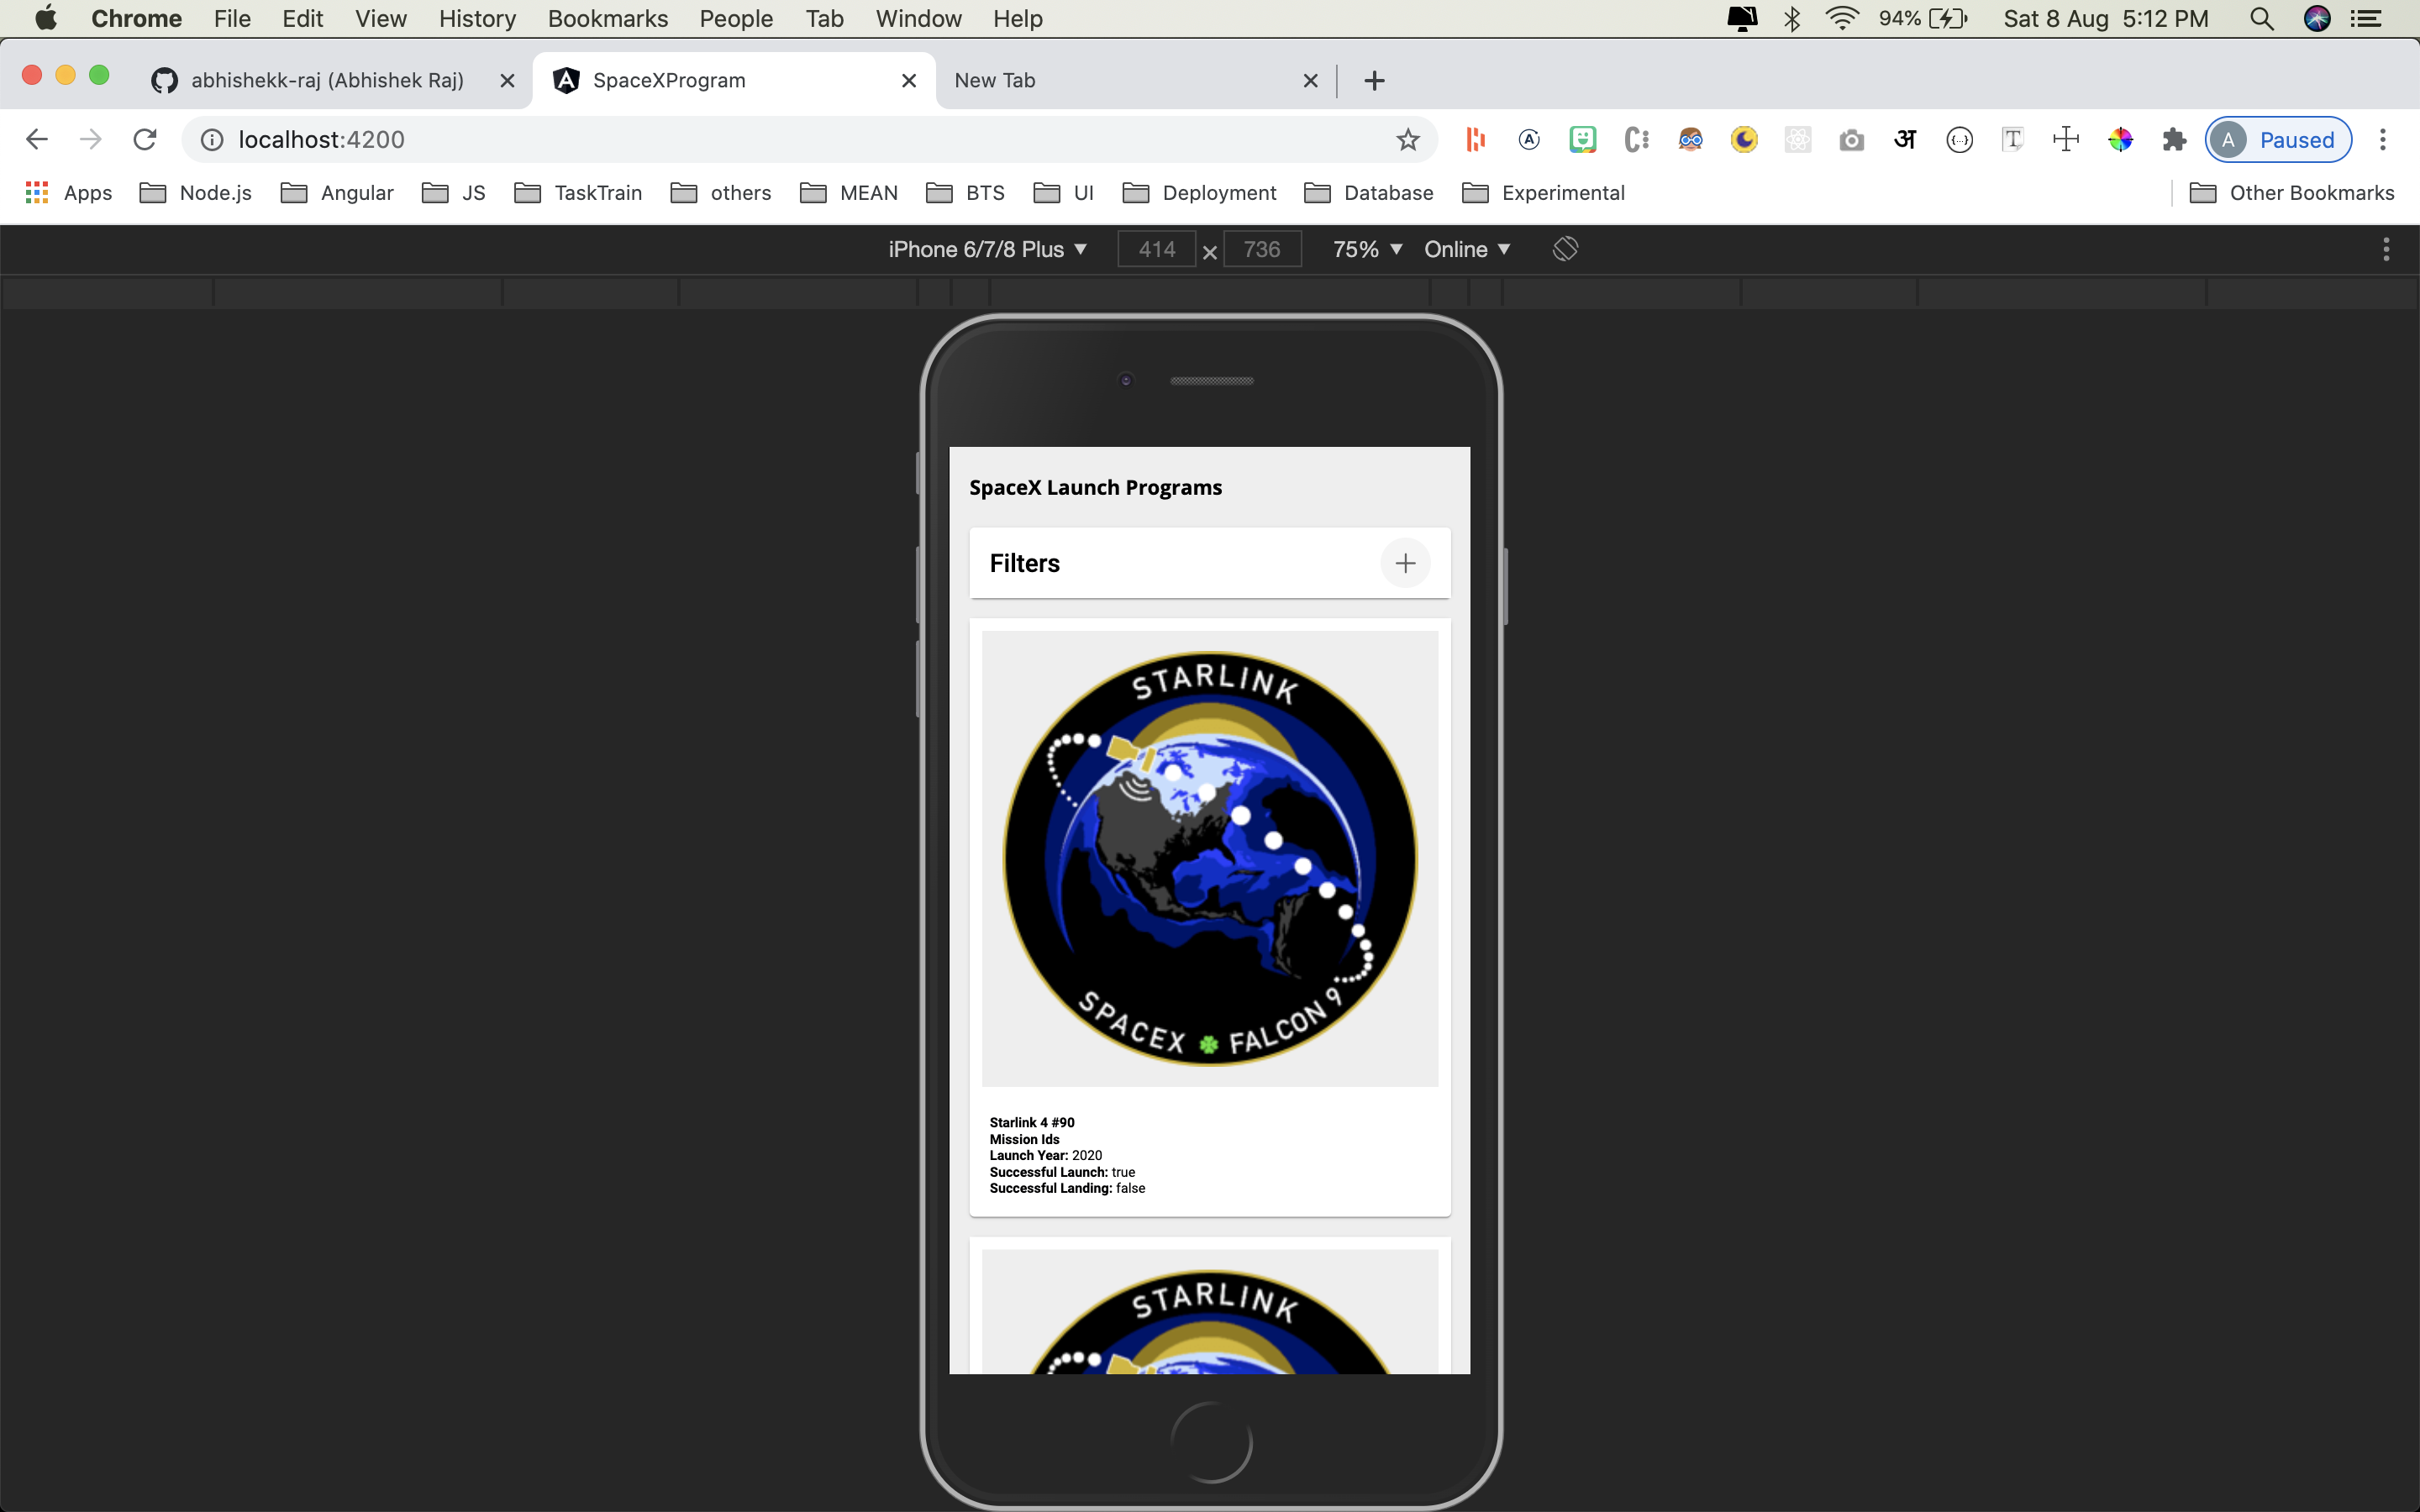 Chrome File Edit View History Bookmarks People Tab Window Help 94% Sat 8 Aug 5:12 PM
abhishekk-raj (Abhishek Raj) SpaceXProgram New Tab
localhost:4200 A Paused
Apps Node.js Angular JS TaskTrain others MEAN BTS UI Deployment Database Experimental Other Bookmarks
iPhone 6/7/8 Plus 414 × 736 75% Online
SpaceX Launch Programs
Filters
STARLINK
SPACEX FALCON 9
Starlink 4 #90
Mission Ids
Launch Year: 2020
Successful Launch: true
Successful Landing: false
STARLINK